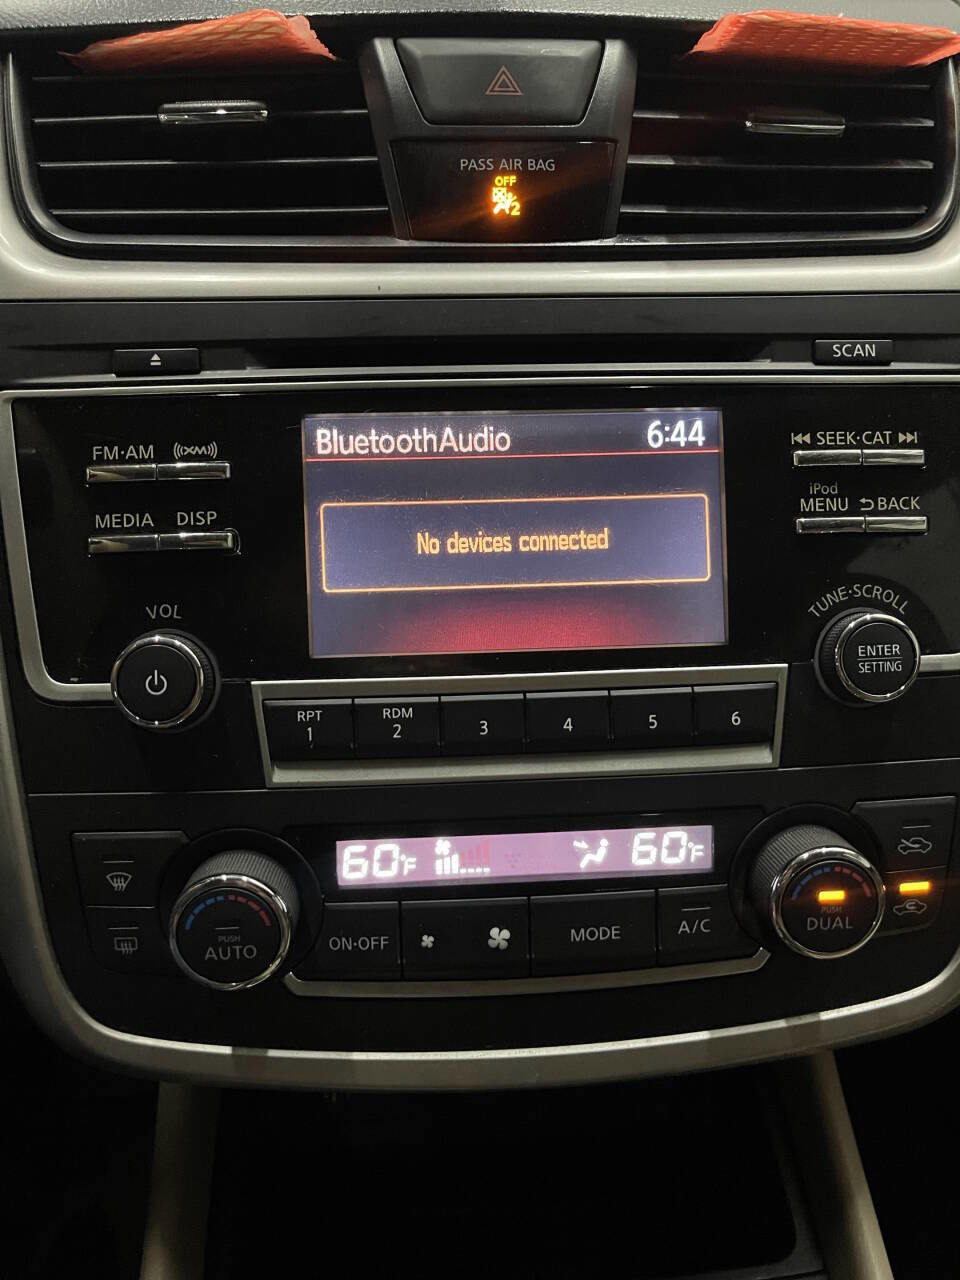 PASS AIR BAG
OFF
2
SCAN
FM·AM
((XM))
BluetoothAudio 6:44
SEEK·CAT
MEDIA DISP
No devices connected
iPod
MENU BACK
VOL
TUNE·SCROLL
ENTER
SETTING
RPT
1
RDM
2
3
4
5
6
60°F
60°F
PUSH
AUTO
ON·OFF
MODE
A/C
PUSH
DUAL